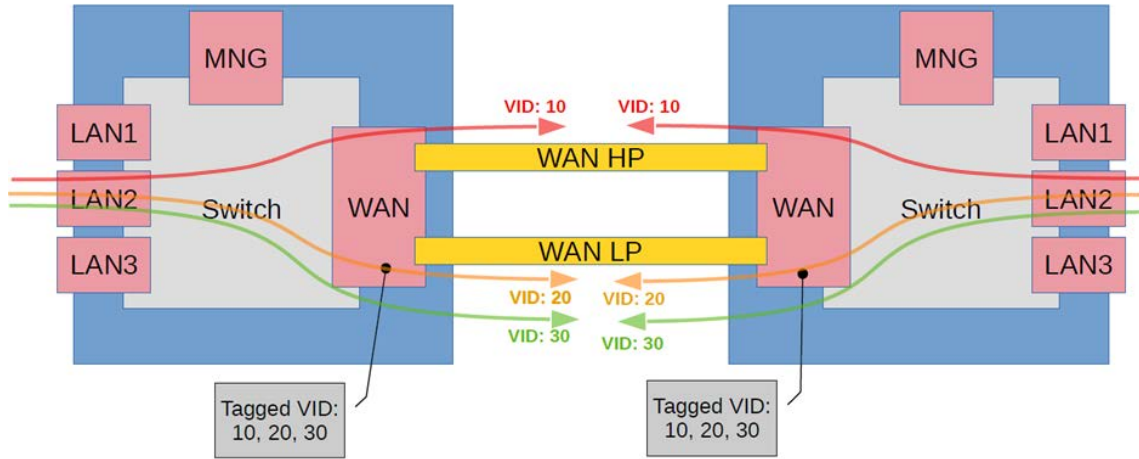 MNG
MNG
VID: 10
VID: 10
LAN1
LAN1
WAN HP
LAN2
Switch
WAN
WAN
Switch
LAN2
WAN LP
LAN3
LAN3
VID: 20
VID: 20
VID: 30
VID: 30
Tagged VID:
10, 20, 30
Tagged VID:
10, 20, 30